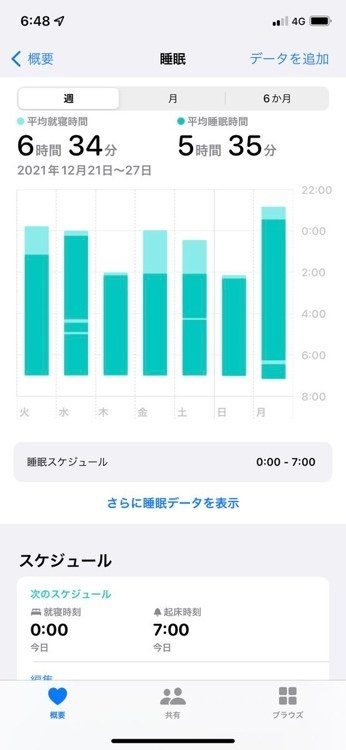 6:48
4G
概要
睡眠
データを追加
週
月
6か月
平均就寝時間
平均睡眠時間
6時間 34分
5時間 35分
2021年12月21日〜27日
22:00
0:00
2:00
4:00
6:00
8:00
火 水 木 金 土 日 月
睡眠スケジュール
0:00 - 7:00
さらに睡眠データを表示
スケジュール
次のスケジュール
就寝時刻
起床時刻
0:00
7:00
今日
今日
編集
概要
共有
ブラウズ